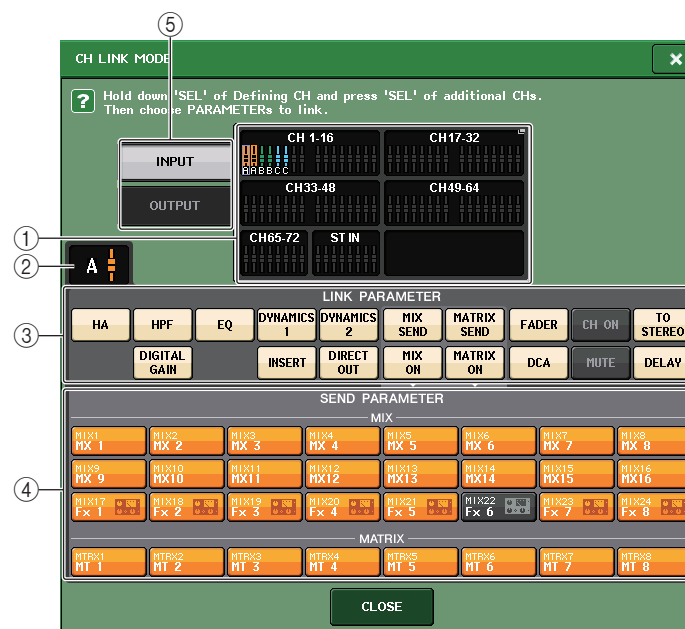 ⑤
CH LINK MODE
×
? Hold down 'SEL' of Defining CH and press 'SEL' of additional CHs.
Then choose PARAMETERs to link.
INPUT
OUTPUT
CH 1-16
CH17-32
AABBCC
CH33-48
CH49-64
CH65-72
ST IN
①
②
A
LINK PARAMETER
③
HA
HPF
EQ
DYNAMICS
1
DYNAMICS
2
MIX
SEND
MATRIX
SEND
FADER
CH ON
TO
STEREO
DIGITAL
GAIN
INSERT
DIRECT
OUT
MIX
ON
MATRIX
ON
DCA
MUTE
DELAY
SEND PARAMETER
MIX
④
MIX1
MX 1
MIX2
MX 2
MIX3
MX 3
MIX4
MX 4
MIX5
MX 5
MIX6
MX 6
MIX7
MX 7
MIX8
MX 8
MIX9
MX 9
MIX10
MX10
MIX11
MX11
MIX12
MX12
MIX13
MX13
MIX14
MX14
MIX15
MX15
MIX16
MX16
MIX17
Fx 1
MIX18
Fx 2
MIX19
Fx 3
MIX20
Fx 4
MIX21
Fx 5
MIX22
Fx 6
MIX23
Fx 7
MIX24
Fx 8
MATRIX
MTRX1
MT 1
MTRX2
MT 2
MTRX3
MT 3
MTRX4
MT 4
MTRX5
MT 5
MTRX6
MT 6
MTRX7
MT 7
MTRX8
MT 8
CLOSE